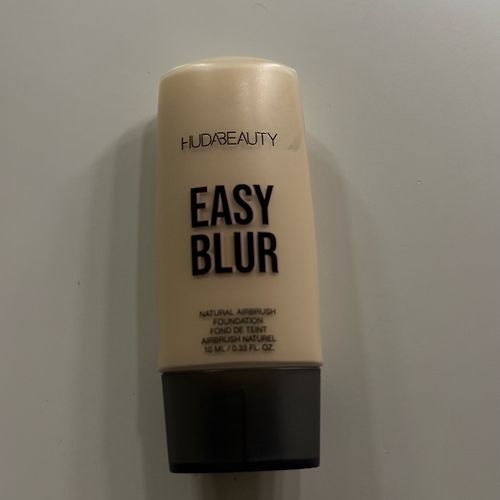 HUDABEAUTY
EASY
BLUR
NATURAL AIRBRUSH
FOUNDATION
FOND DE TEINT
AIRBRUSH NATUREL
10 ML / 0.33 FL. OZ.